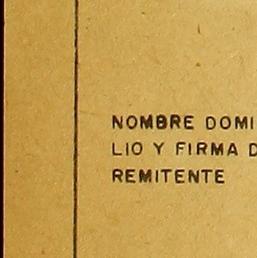 NOMBRE DOMI
LIO Y FIRMA D
REMITENTE